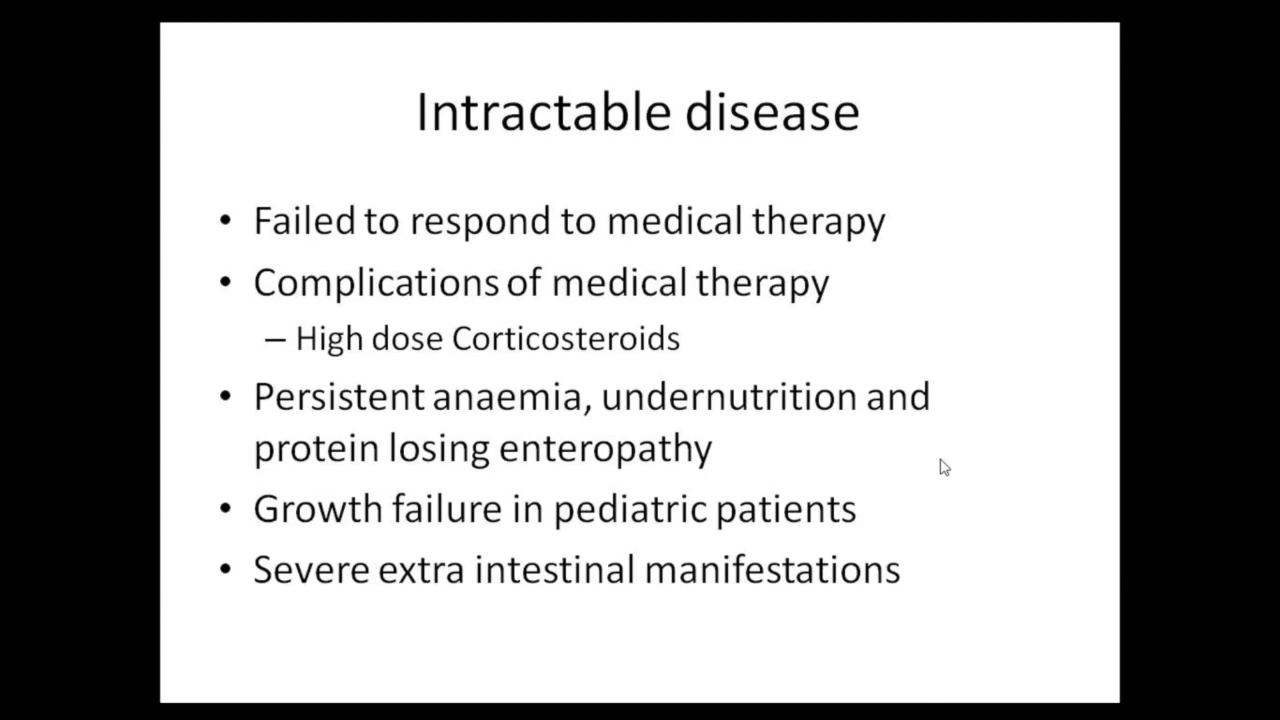 Intractable disease
• Failed to respond to medical therapy
• Complications of medical therapy
– High dose Corticosteroids
• Persistent anaemia, undernutrition and
protein losing enteropathy
• Growth failure in pediatric patients
• Severe extra intestinal manifestations